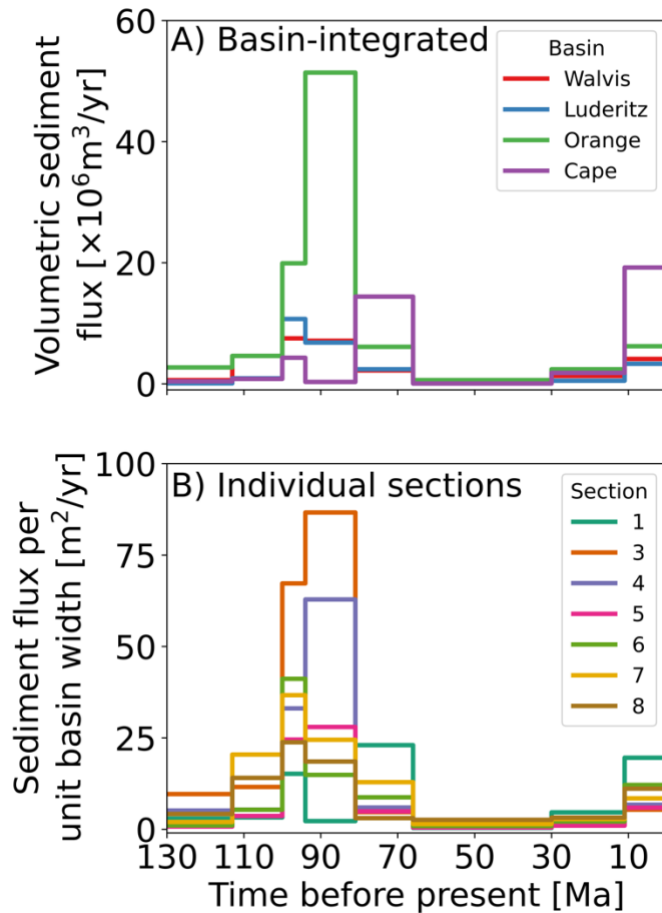 A) Basin-integrated
Volumetric sediment
flux [×10⁶m³/yr]
60
40
20
0
Basin
Walvis
Luderitz
Orange
Cape
B) Individual sections
Sediment flux per
unit basin width [m²/yr]
100
75
50
25
0
Section
1
3
4
5
6
7
8
130 110 90 70 50 30 10
Time before present [Ma]